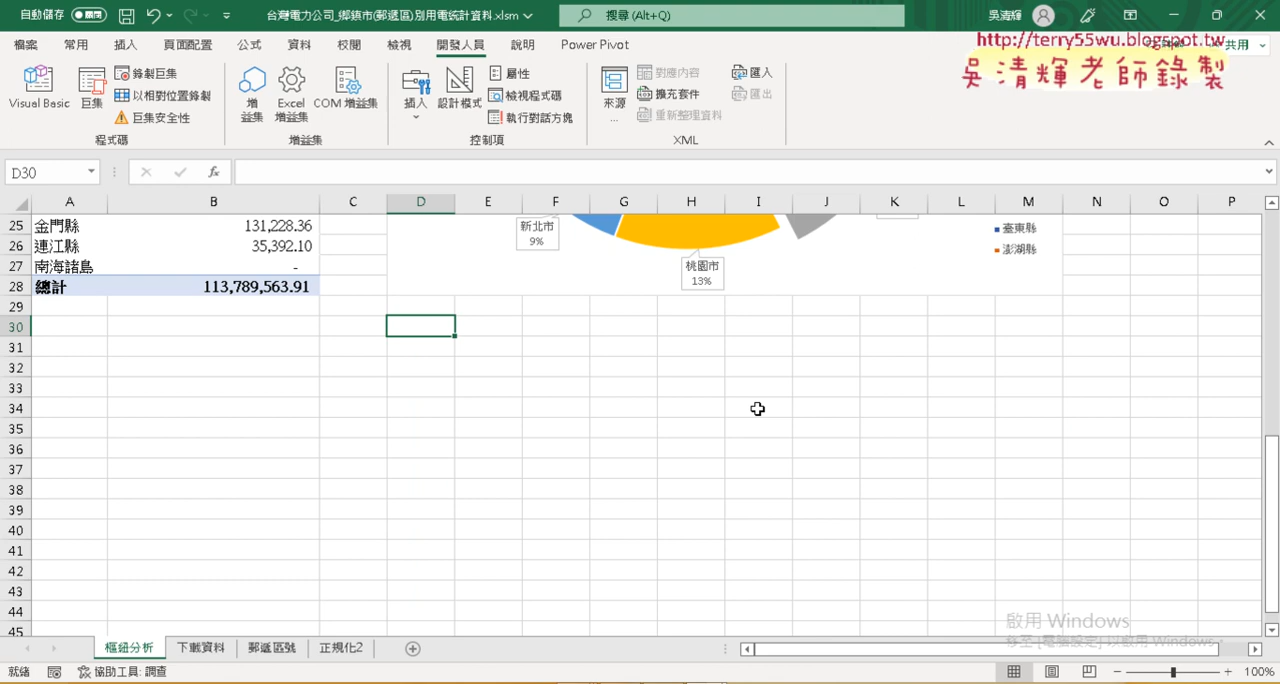 自動儲存 關閉 台灣電力公司_鄉鎮市(郵遞區)別用電統計資料.xlsm 搜尋 (Alt+Q) 吳清輝
http://terry55wu.blogspot.tw
吳清輝老師錄製
檔案 常用 插入 頁面配置 公式 資料 校閱 檢視 開發人員 說明 Power Pivot 共用
Visual Basic 巨集 錄製巨集 以相對位置錄製 巨集安全性
增益集 Excel 增益集 COM 增益集
插入 設計模式 屬性 檢視程式碼 執行對話方塊
來源 ... 對應內容 擴充套件 重新整理資料 匯入 匯出
程式碼 增益集 控制項 XML
D30 fx
A B C D E F G H I J K L M N O P
25 金門縣 131,228.36
26 連江縣 35,392.10
27 南海諸島 -
28 總計 113,789,563.91
新北市
9%
桃園市
13%
臺東縣
澎湖縣
29
30
31
32
33
34
35
36
37
38
39
40
41
42
43
44
45
啟用 Windows
移至 [電腦設定] 以啟用 Windows。
樞紐分析 下載資料 郵遞區號 正規化2
就緒 協助工具: 調查 100%